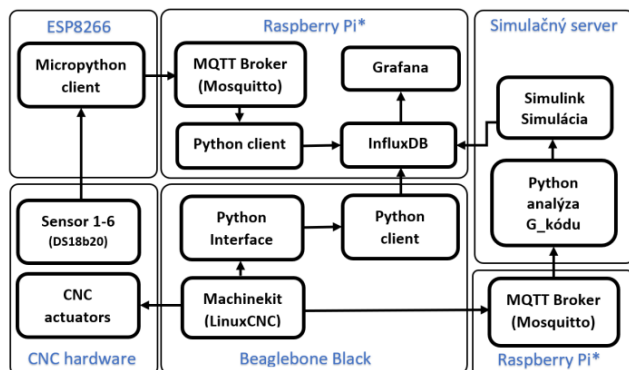 ESP8266
Micropython
client
Raspberry Pi*
MQTT Broker
(Mosquitto)
Grafana
Python client
InfluxDB
Simulačný server
Simulink
Simulácia
Python
analýza
G_kódu
Sensor 1-6
(DS18b20)
CNC
actuators
CNC hardware
Python
Interface
Python
client
Machinekit
(LinuxCNC)
Beaglebone Black
MQTT Broker
(Mosquitto)
Raspberry Pi*